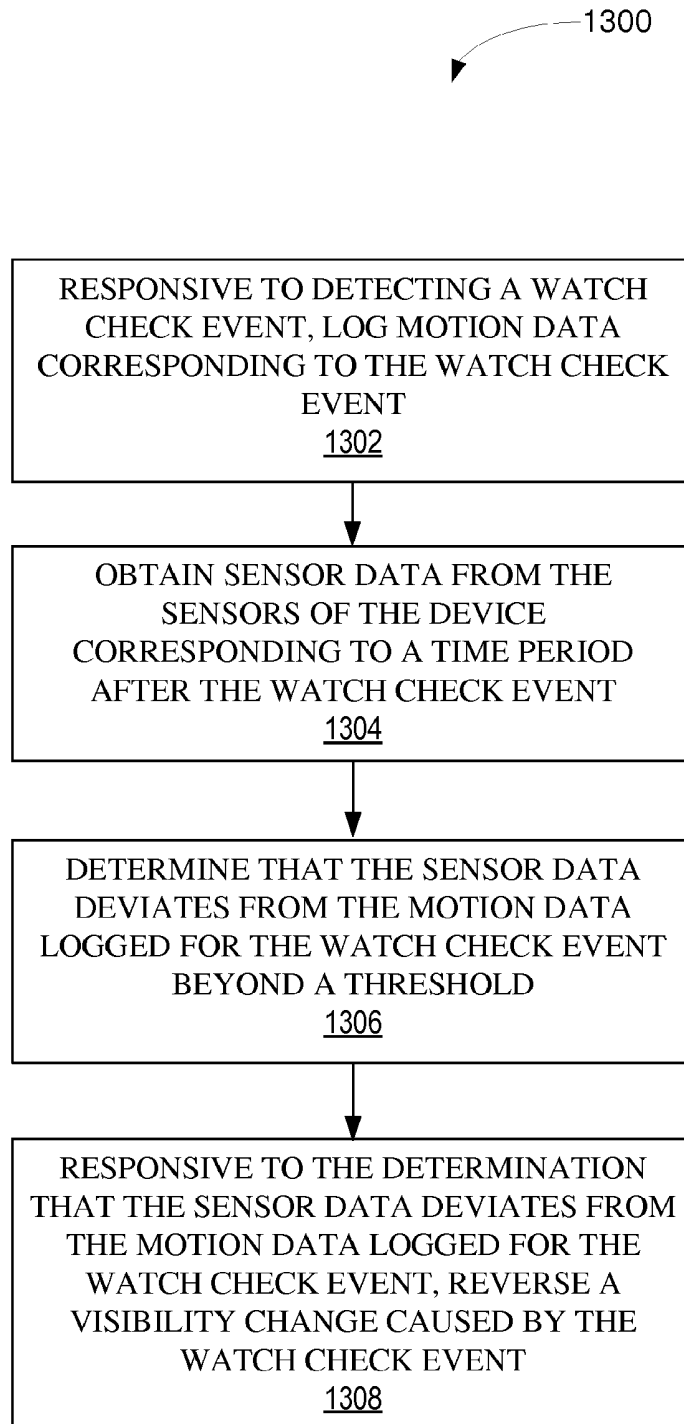 1300
RESPONSIVE TO DETECTING A WATCH
CHECK EVENT, LOG MOTION DATA
CORRESPONDING TO THE WATCH CHECK
EVENT
1302
OBTAIN SENSOR DATA FROM THE
SENSORS OF THE DEVICE
CORRESPONDING TO A TIME PERIOD
AFTER THE WATCH CHECK EVENT
1304
DETERMINE THAT THE SENSOR DATA
DEVIATES FROM THE MOTION DATA
LOGGED FOR THE WATCH CHECK EVENT
BEYOND A THRESHOLD
1306
RESPONSIVE TO THE DETERMINATION
THAT THE SENSOR DATA DEVIATES FROM
THE MOTION DATA LOGGED FOR THE
WATCH CHECK EVENT, REVERSE A
VISIBILITY CHANGE CAUSED BY THE
WATCH CHECK EVENT
1308